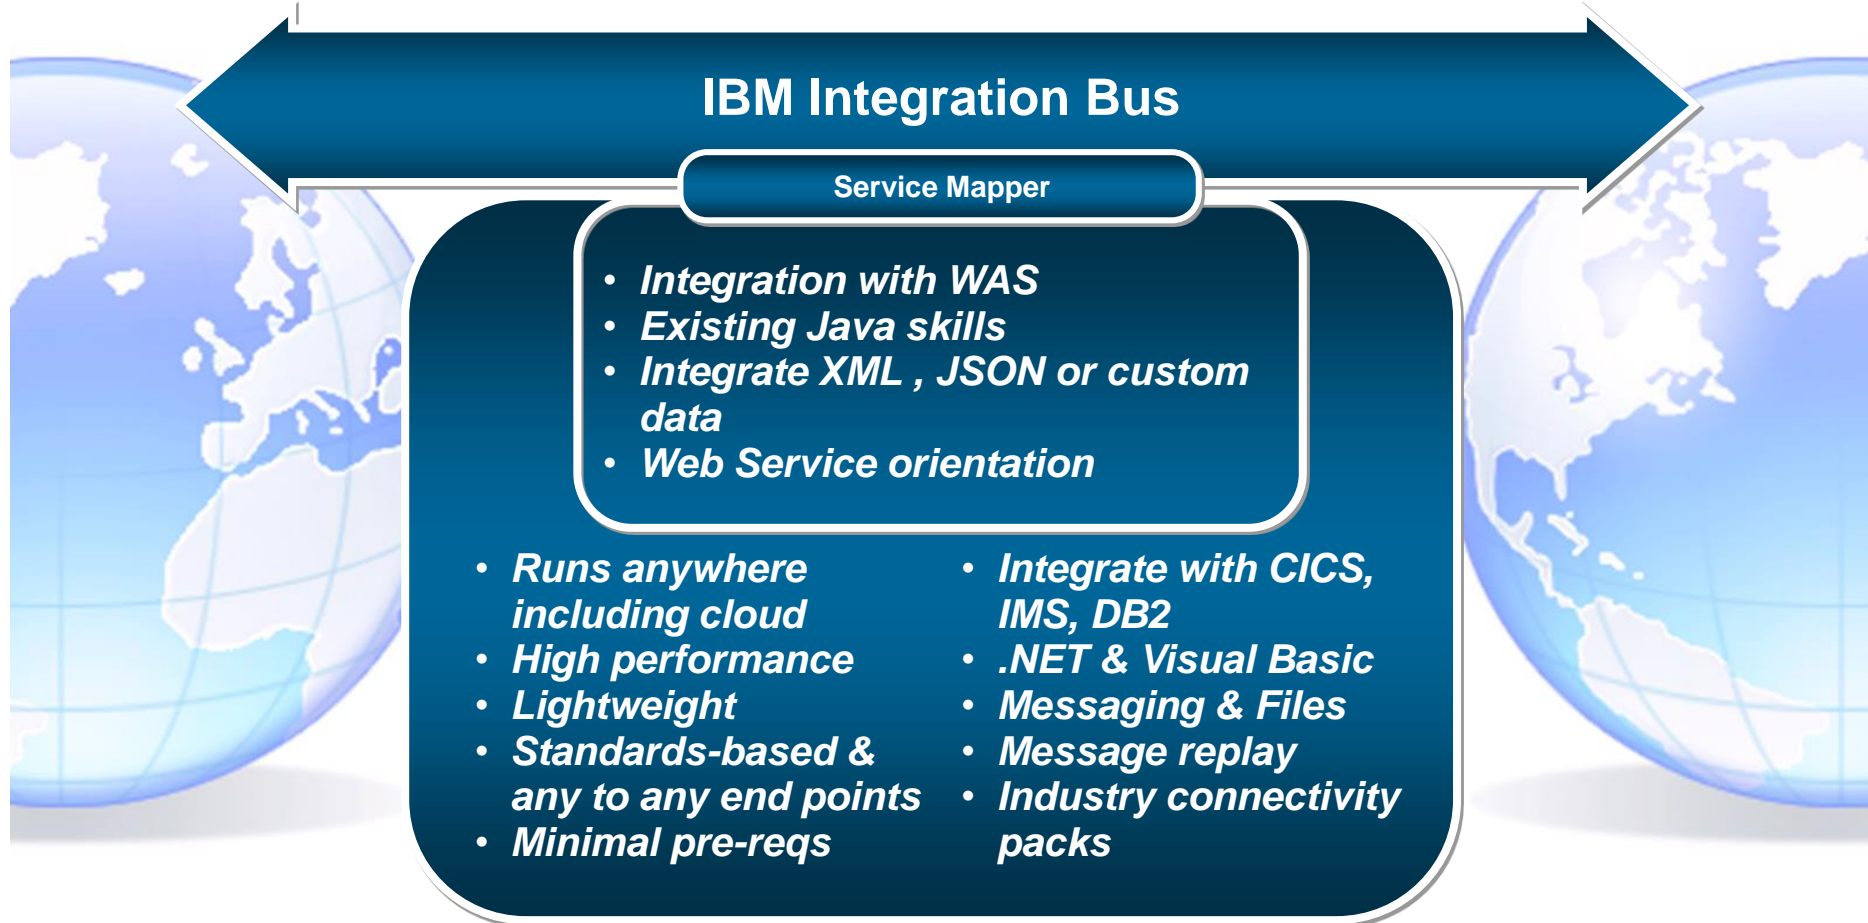 IBM Integration Bus
Service Mapper
• Integration with WAS
• Existing Java skills
• Integrate XML , JSON or custom
data
• Web Service orientation
• Runs anywhere
including cloud
• High performance
• Lightweight
• Standards-based &
any to any end points
• Minimal pre-reqs
• Integrate with CICS,
IMS, DB2
• .NET & Visual Basic
• Messaging & Files
• Message replay
• Industry connectivity
packs